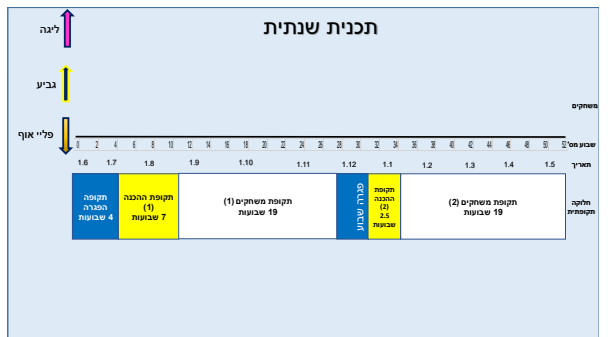 תכנית שנתית
ליגה
גביע
פליי אוף
משחקים
שבוע מס'
0 2 4 6 8 10 12 14 16 18 20 22 24 26 28 30 32 34 36 38 40 42 44 46 48 50 52
תאריך
1.6 1.7 1.8 1.9 1.10 1.11 1.12 1.1 1.2 1.3 1.4 1.5
חלוקה
תקופתית
תקופה
הפגרה
4 שבועות
תקופת ההכנה
(1)
7 שבועות
תקופת משחקים (1)
19 שבועות
פגרה שבוע
תקופת
ההכנה
(2)
2.5
שבועות
תקופת משחקים (2)
19 שבועות